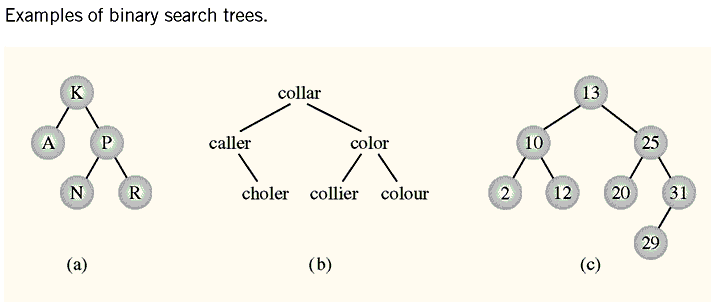 Examples of binary search trees.
K
collar
13
A
P
caller
color
10
25
N
R
choler
collier
colour
2
12
20
31
29
(a)
(b)
(c)